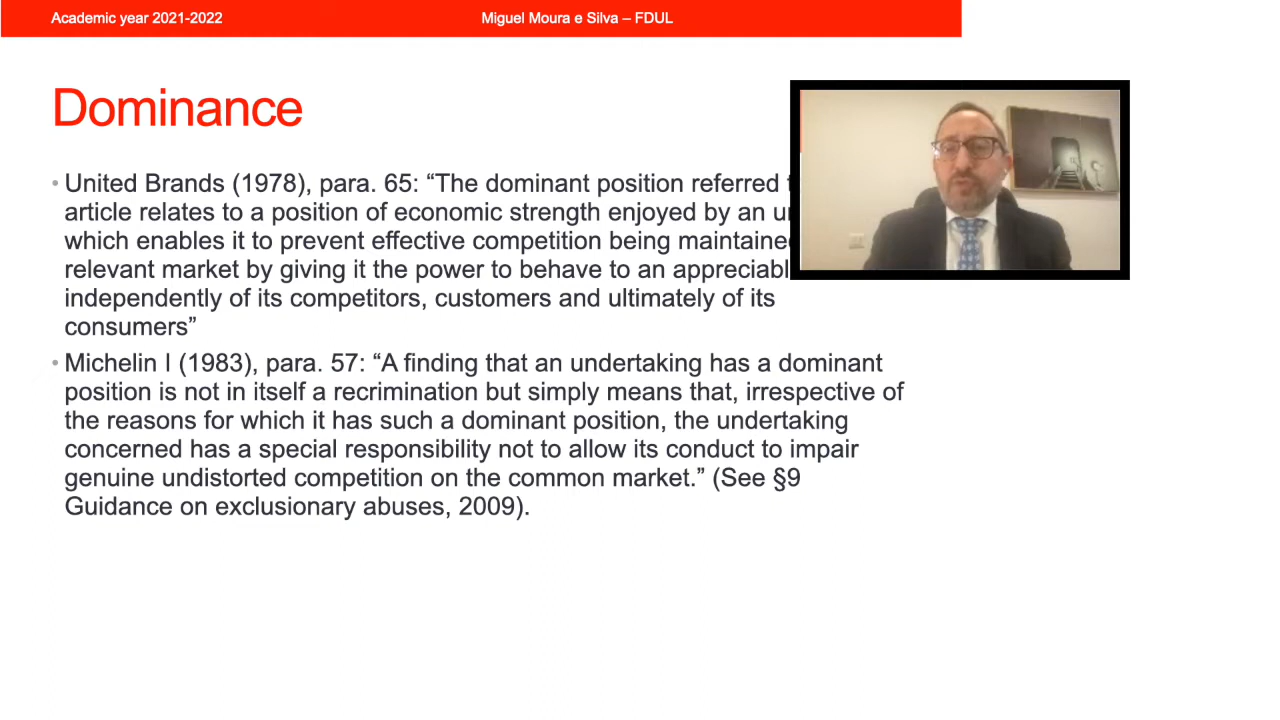 Academic year 2021-2022 Miguel Moura e Silva – FDUL
Dominance
• United Brands (1978), para. 65: “The dominant position referred
article relates to a position of economic strength enjoyed by an
which enables it to prevent effective competition being
relevant market by giving it the power to behave to an
independently of its competitors, customers and ultimately of its
consumers”
• Michelin I (1983), para. 57: “A finding that an undertaking has a dominant
position is not in itself a recrimination but simply means that, irrespective of
the reasons for which it has such a dominant position, the undertaking
concerned has a special responsibility not to allow its conduct to impair
genuine undistorted competition on the common market.” (See §9
Guidance on exclusionary abuses, 2009).